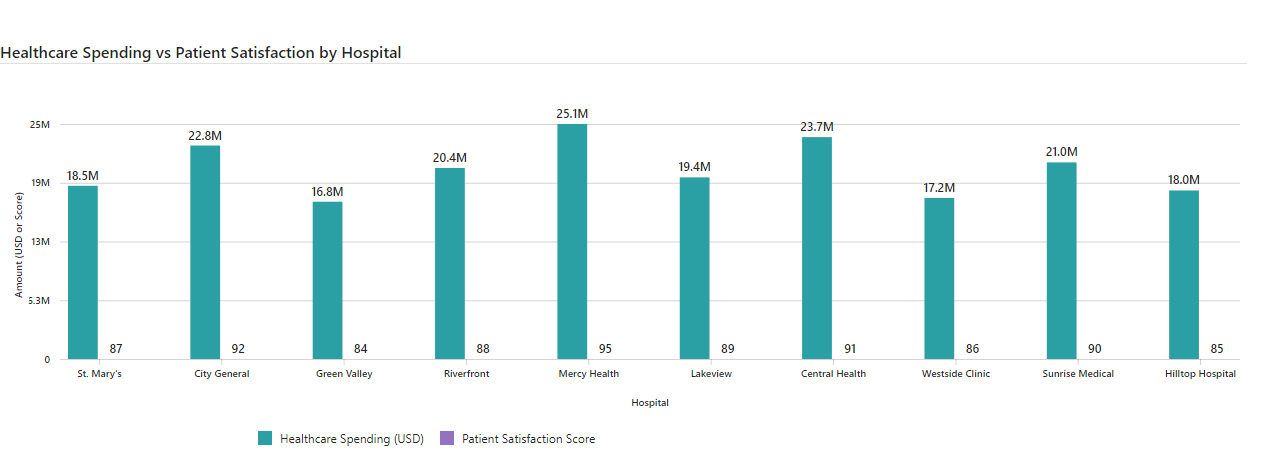 Healthcare Spending vs Patient Satisfaction by Hospital
25.1M
25M
23.7M
22.8M
21.0M
20.4M
19.4M
18.5M
18.0M
17.2M
16.8M
19M
13M
5.3M
0
Amount (USD or Score)
87 92 84 88 95 89 91 86 90 85
St. Mary's City General Green Valley Riverfront Mercy Health Lakeview Central Health Westside Clinic Sunrise Medical Hilltop Hospital
Hospital
Healthcare Spending (USD) Patient Satisfaction Score